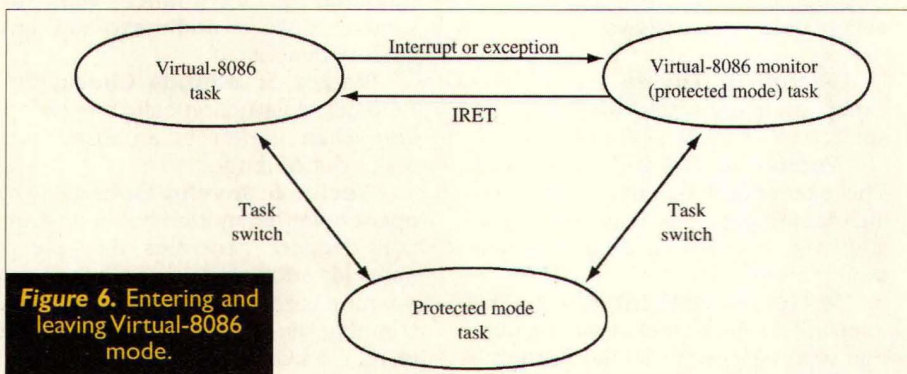 Virtual-8086
task
Interrupt or exception
IRET
Virtual-8086 monitor
(protected mode) task
Task
switch
Task
switch
Protected mode
task
Figure 6. Entering and
leaving Virtual-8086
mode.